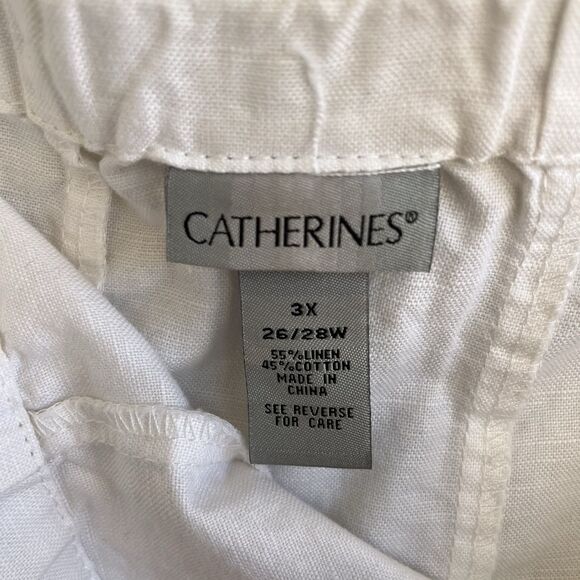 CATHERINES®
3X
26/28W
55%LINEN
45%COTTON
MADE IN
CHINA
SEE REVERSE
FOR CARE